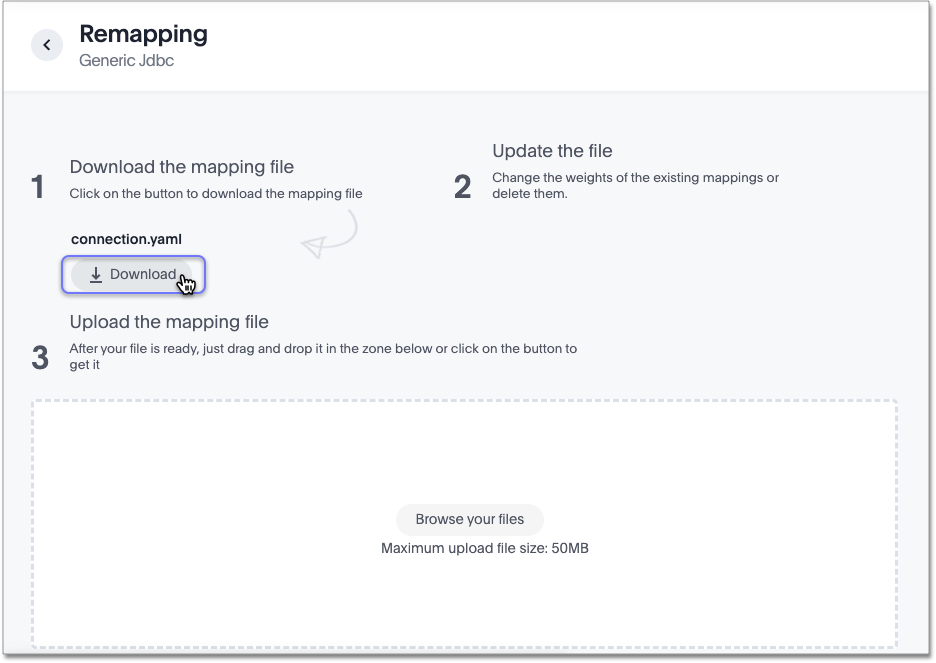 Remapping
Generic Jdbc
1
Download the mapping file
Click on the button to download the mapping file
connection.yaml
Download
2
Update the file
Change the weights of the existing mappings or
delete them.
3
Upload the mapping file
After your file is ready, just drag and drop it in the zone below or click on the button to
get it
Browse your files
Maximum upload file size: 50MB